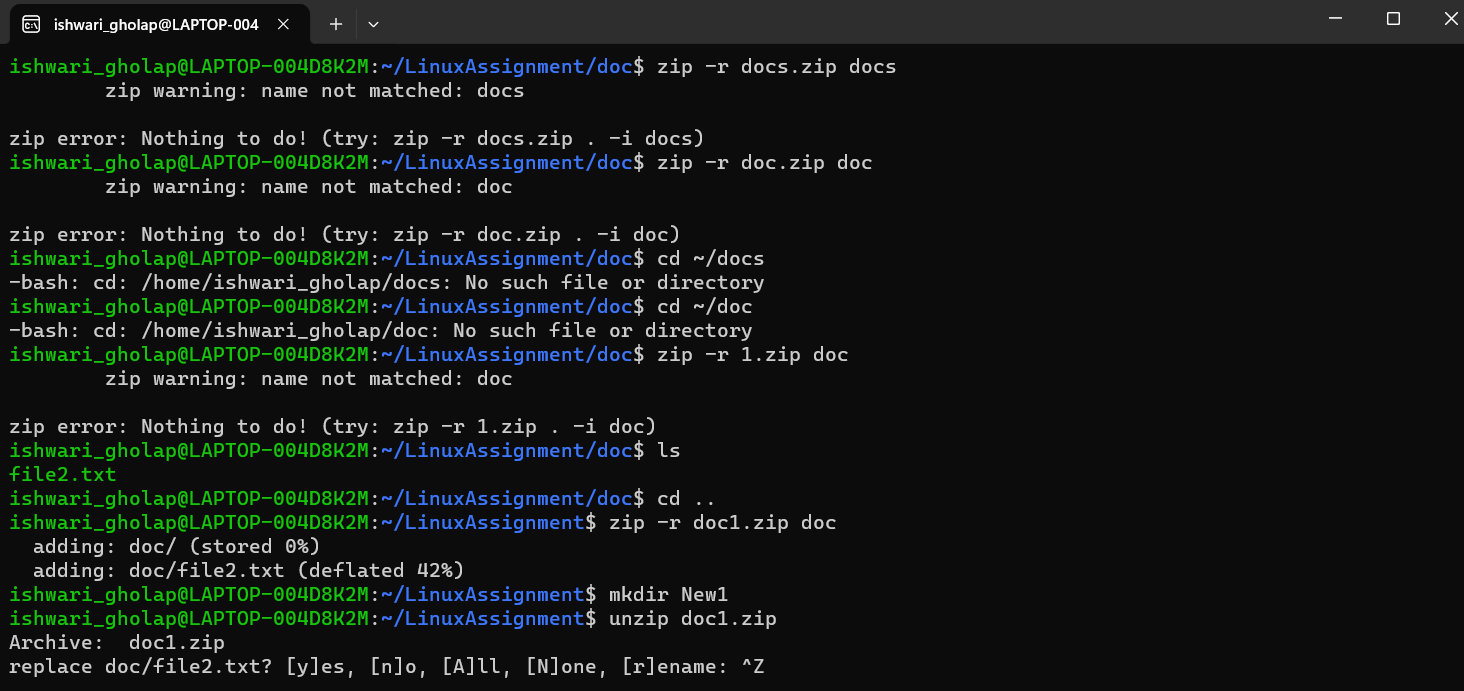 ishwari_gholap@LAPTOP-004
ishwari_gholap@LAPTOP-004D8K2M:~/LinuxAssignment/doc$ zip -r docs.zip docs
        zip warning: name not matched: docs

zip error: Nothing to do! (try: zip -r docs.zip . -i docs)
ishwari_gholap@LAPTOP-004D8K2M:~/LinuxAssignment/doc$ zip -r doc.zip doc
        zip warning: name not matched: doc

zip error: Nothing to do! (try: zip -r doc.zip . -i doc)
ishwari_gholap@LAPTOP-004D8K2M:~/LinuxAssignment/doc$ cd ~/docs
-bash: cd: /home/ishwari_gholap/docs: No such file or directory
ishwari_gholap@LAPTOP-004D8K2M:~/LinuxAssignment/doc$ cd ~/doc
-bash: cd: /home/ishwari_gholap/doc: No such file or directory
ishwari_gholap@LAPTOP-004D8K2M:~/LinuxAssignment/doc$ zip -r 1.zip doc
        zip warning: name not matched: doc

zip error: Nothing to do! (try: zip -r 1.zip . -i doc)
ishwari_gholap@LAPTOP-004D8K2M:~/LinuxAssignment/doc$ ls
file2.txt
ishwari_gholap@LAPTOP-004D8K2M:~/LinuxAssignment/doc$ cd ..
ishwari_gholap@LAPTOP-004D8K2M:~/LinuxAssignment$ zip -r doc1.zip doc
  adding: doc/ (stored 0%)
  adding: doc/file2.txt (deflated 42%)
ishwari_gholap@LAPTOP-004D8K2M:~/LinuxAssignment$ mkdir New1
ishwari_gholap@LAPTOP-004D8K2M:~/LinuxAssignment$ unzip doc1.zip
Archive:  doc1.zip
replace doc/file2.txt? [y]es, [n]o, [A]ll, [N]one, [r]ename: ^Z